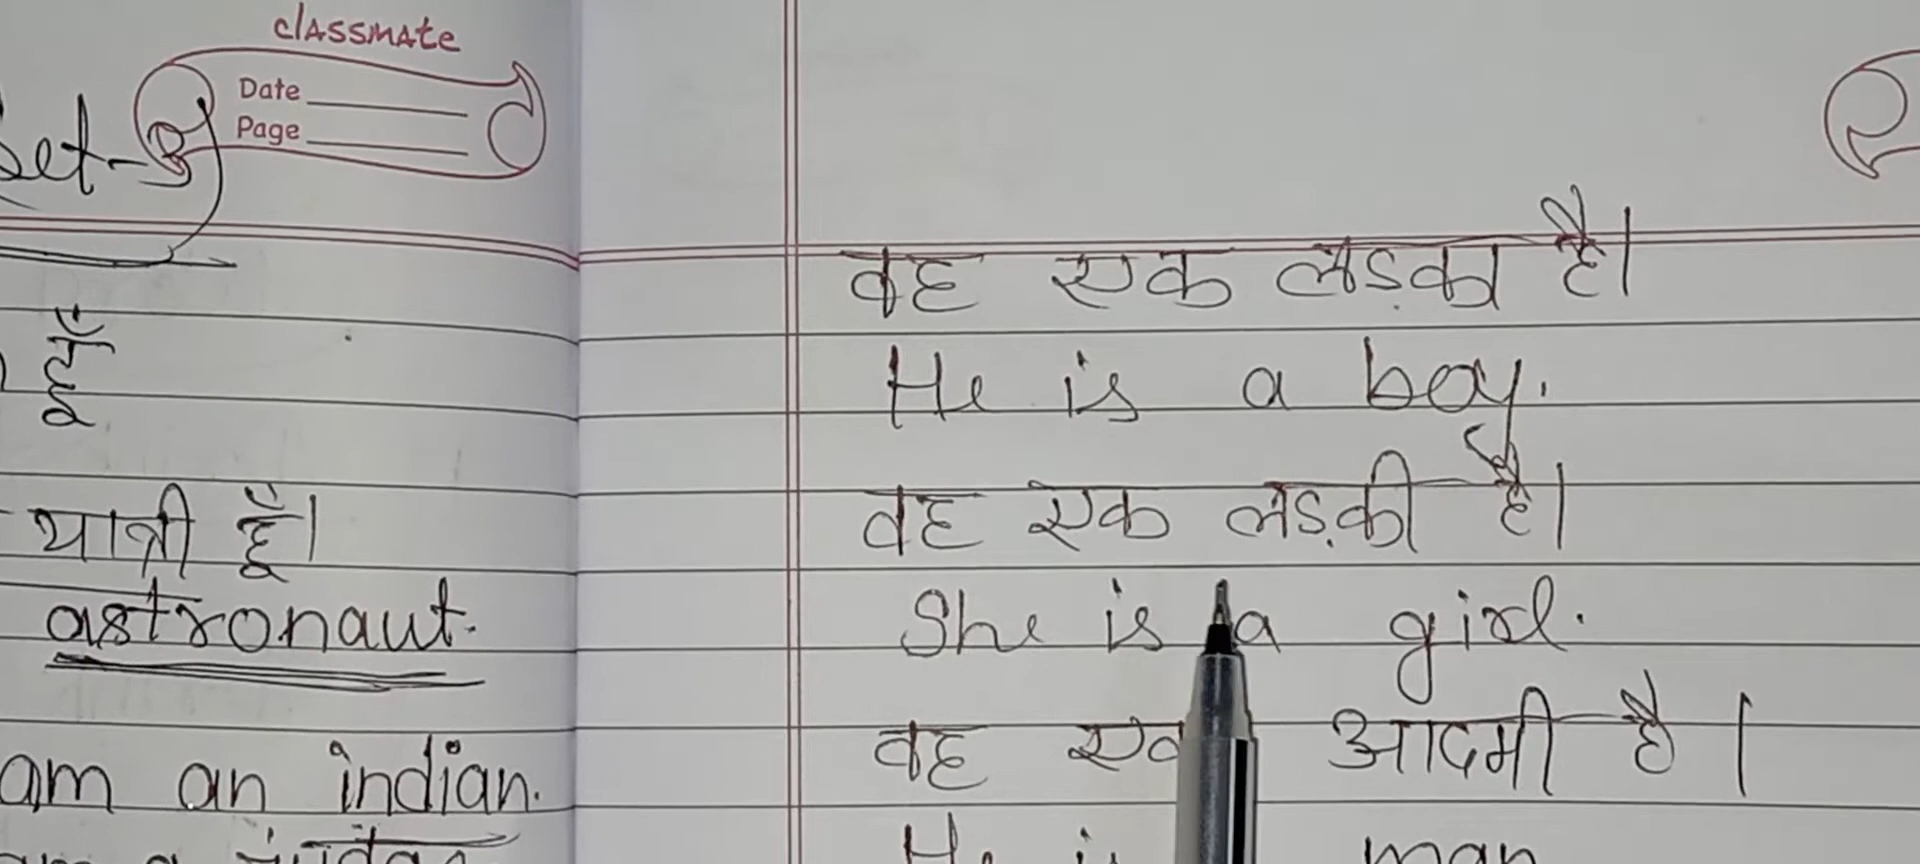 classmate
Date
Page
Set-3
हूँ
यात्री हूँ।
astronaut.
am an indian.
वह एक लड़का है।
He is a boy.
वह एक लड़की है।
She is a girl.
वह आदमी है।
man